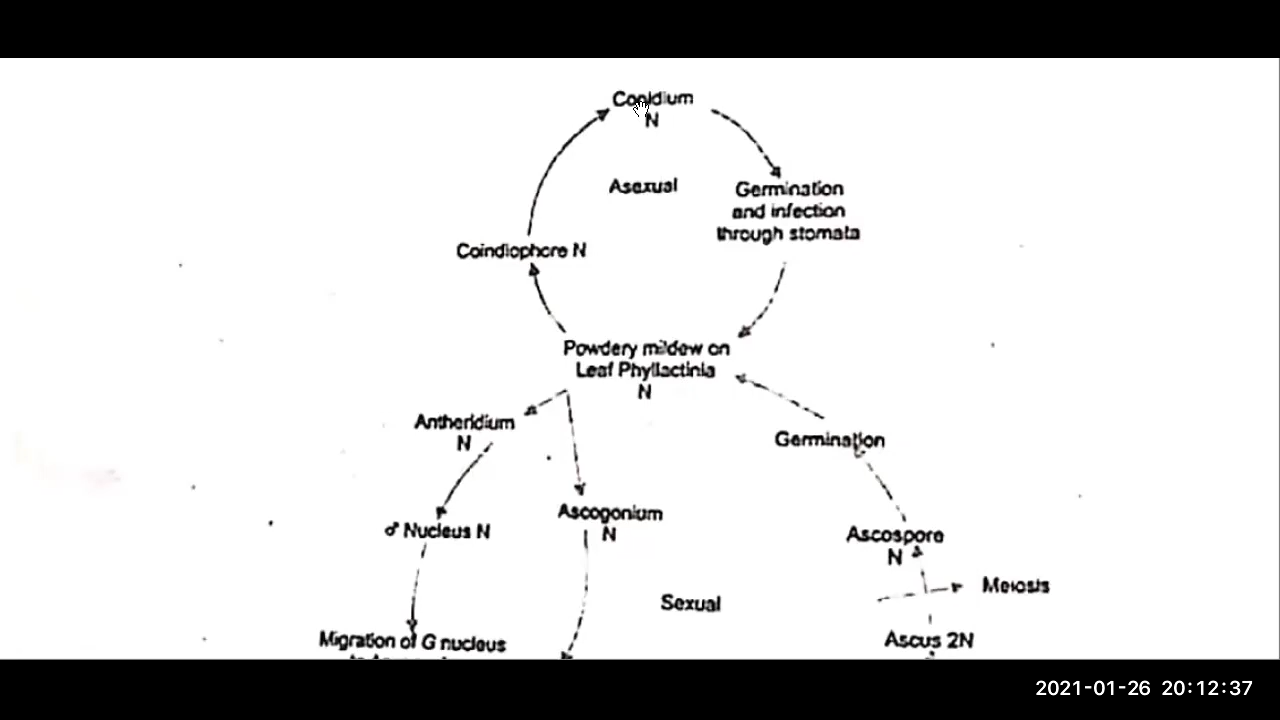 Conidium
N
Asexual
Germination
and infection
through stomata
Coindiophore N
Powdery mildew on
Leaf Phyllactinia
N
Antheridium
N
Germination
♂ Nucleus N
Ascogonium
N
Ascospore
N
Meiosis
Sexual
Migration of G nucleus
Ascus 2N
2021-01-26 20:12:37